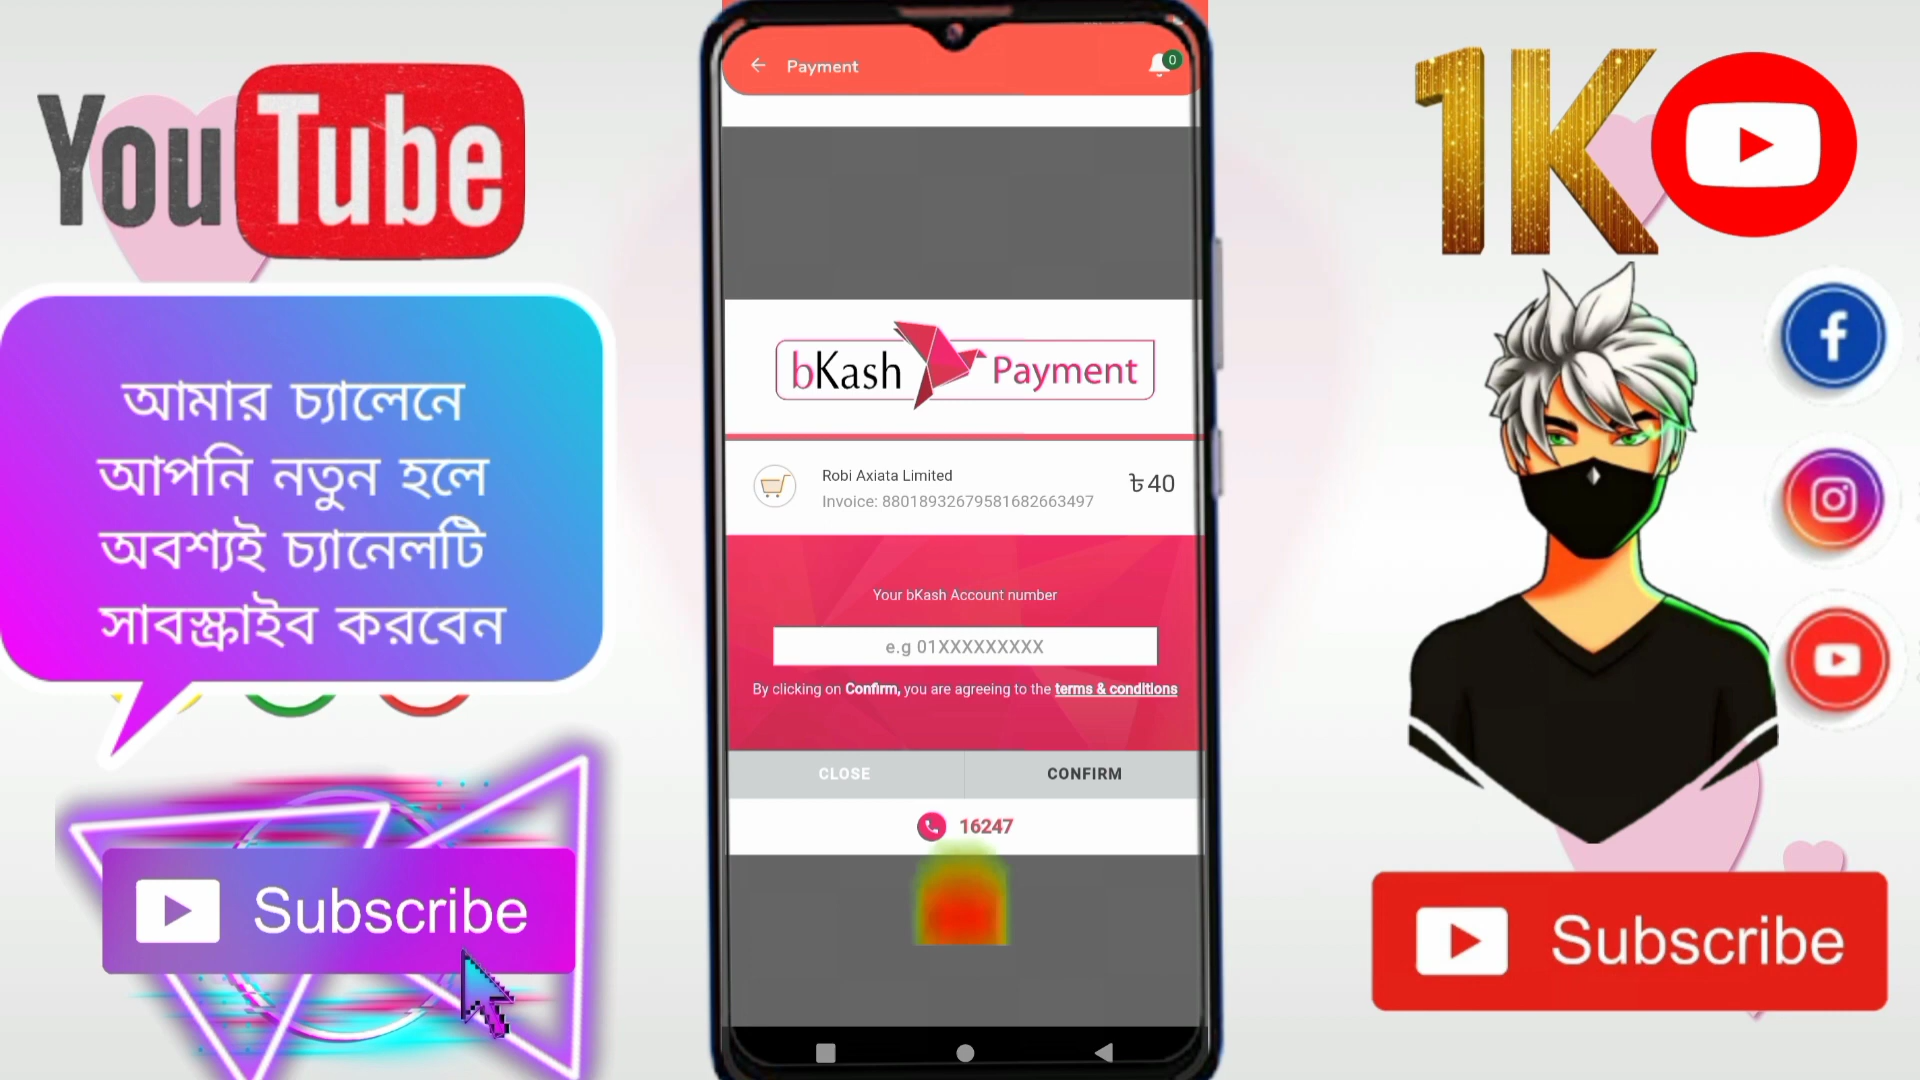 YouTube
আমার চ্যালেনে
আপনি নতুন হলে
অবশ্যই চ্যানেলটি
সাবস্ক্রাইব করবেন
Subscribe
Payment
0
bKash Payment
Robi Axiata Limited
৳40
Invoice: 88018932679581682663497
Your bKash Account number
e.g 01XXXXXXXXX
By clicking on Confirm, you are agreeing to the terms & conditions
CLOSE
CONFIRM
16247
1K
Subscribe